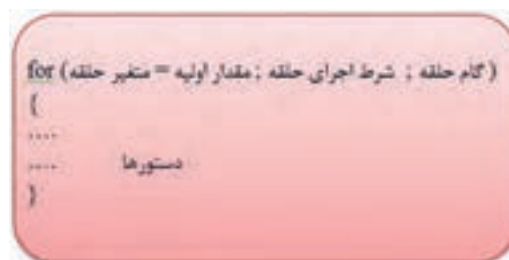 for (متغیر حلقه = مقدار اولیه ; شرط اجرای حلقه ; گام حلقه)
{
....
.... دستورها
}